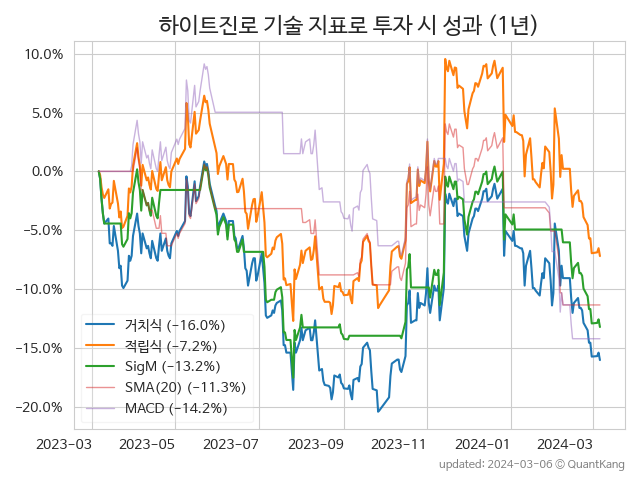 하이트진로 기술 지표로 투자 시 성과 (1년)
10.0%
5.0%
0.0%
−5.0%
−10.0%
−15.0%
−20.0%
거치식 (−16.0%)
적립식 (−7.2%)
SigM (−13.2%)
SMA(20) (−11.3%)
MACD (−14.2%)
2023−03 2023−05 2023−07 2023−09 2023−11 2024−01 2024−03
updated: 2024−03−06 ⓒ QuantKang